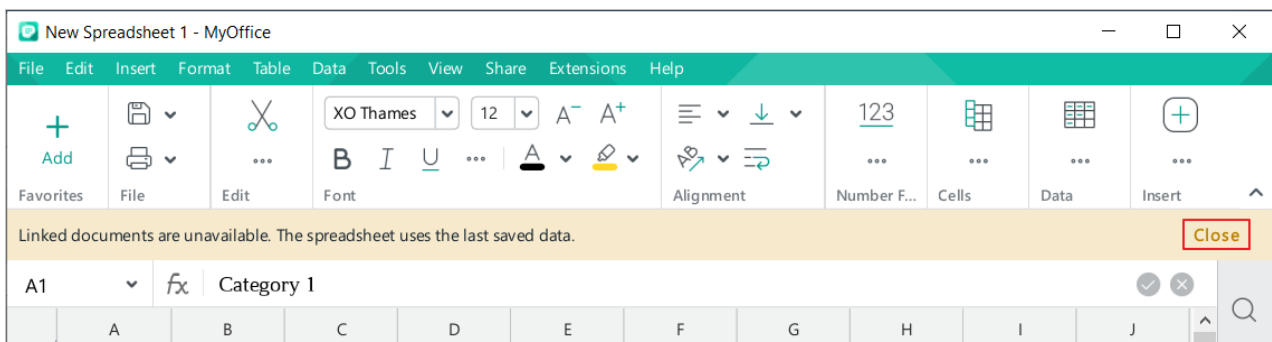 New Spreadsheet 1 - MyOffice
File Edit Insert Format Table Data Tools View Share Extensions Help
XO Thames 12 A- A+ 123
Add B I U A AB
Favorites File Edit Font Alignment Number F... Cells Data Insert
Linked documents are unavailable. The spreadsheet uses the last saved data. Close
A1 fx Category 1
A B C D E F G H I J